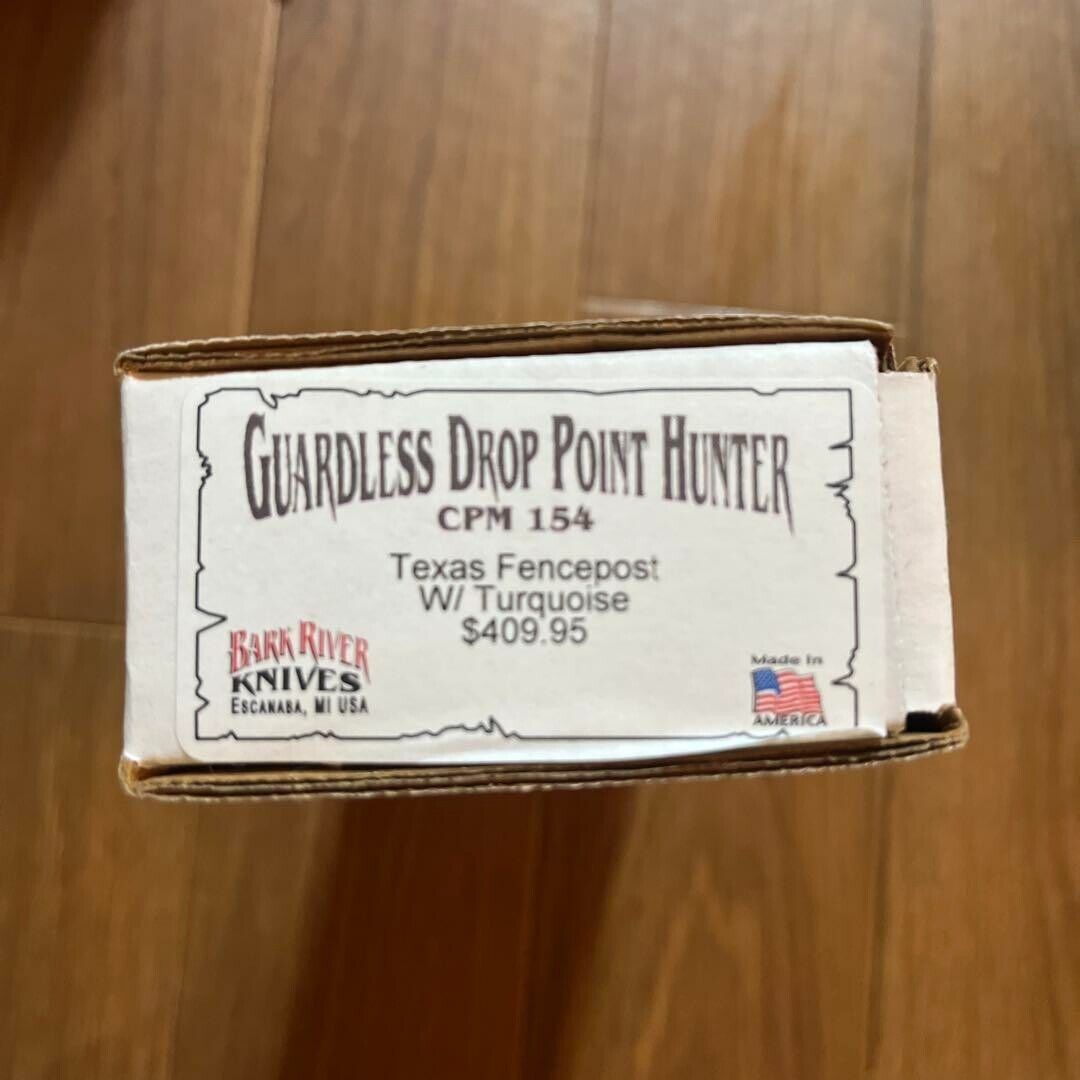 GUARDLESS DROP POINT HUNTER
CPM 154
Texas Fencepost
W/ Turquoise
$409.95
BARK RIVER
KNIVES
ESCANABA, MI USA
Made In
AMERICA